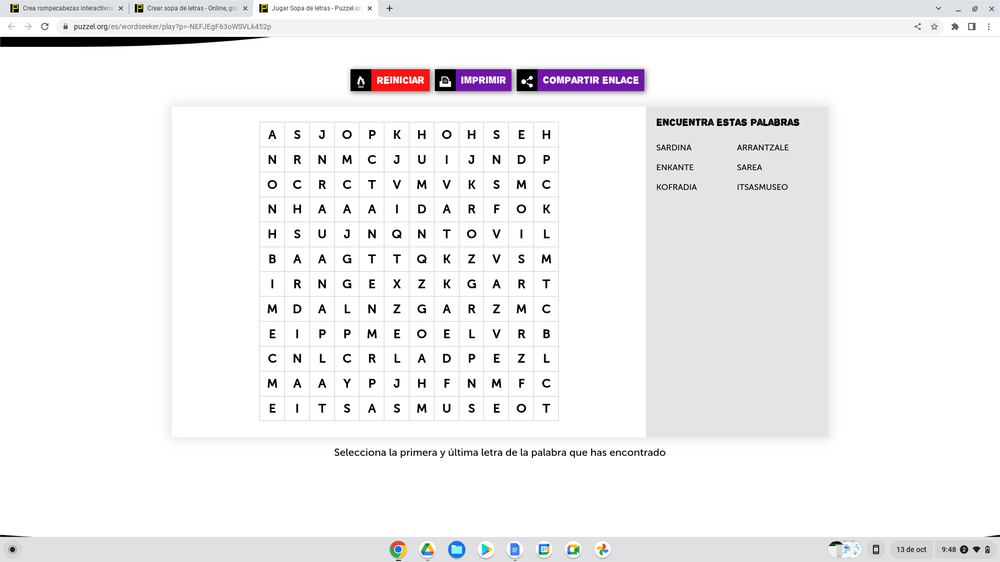 Crea rompecabezas interactivos
Crear sopa de letras - Online, gra
Jugar Sopa de letras - Puzzel.or
puzzel.org/es/wordseeker/play?p=-NEFJEgF63oWSVLk452p
REINICIAR
IMPRIMIR
COMPARTIR ENLACE
A S J O P K H O H S E H
N R N M C J U I J N D P
O C R C T V M V K S M C
N H A A A I D A R F O K
H S U J N Q N T O V I L
B A A G T T Q K Z V S M
I R N G E X Z K G A R T
M D A L N Z G A R Z M C
E I P P M E O E L V R B
C N L C R L A D P E Z L
M A A Y P J H F N M F C
E I T S A S M U S E O T
ENCUENTRA ESTAS PALABRAS
SARDINA ARRANTZALE
ENKANTE SAREA
KOFRADIA ITSASMUSEO
Selecciona la primera y última letra de la palabra que has encontrado
31
13 de oct
9:48 2